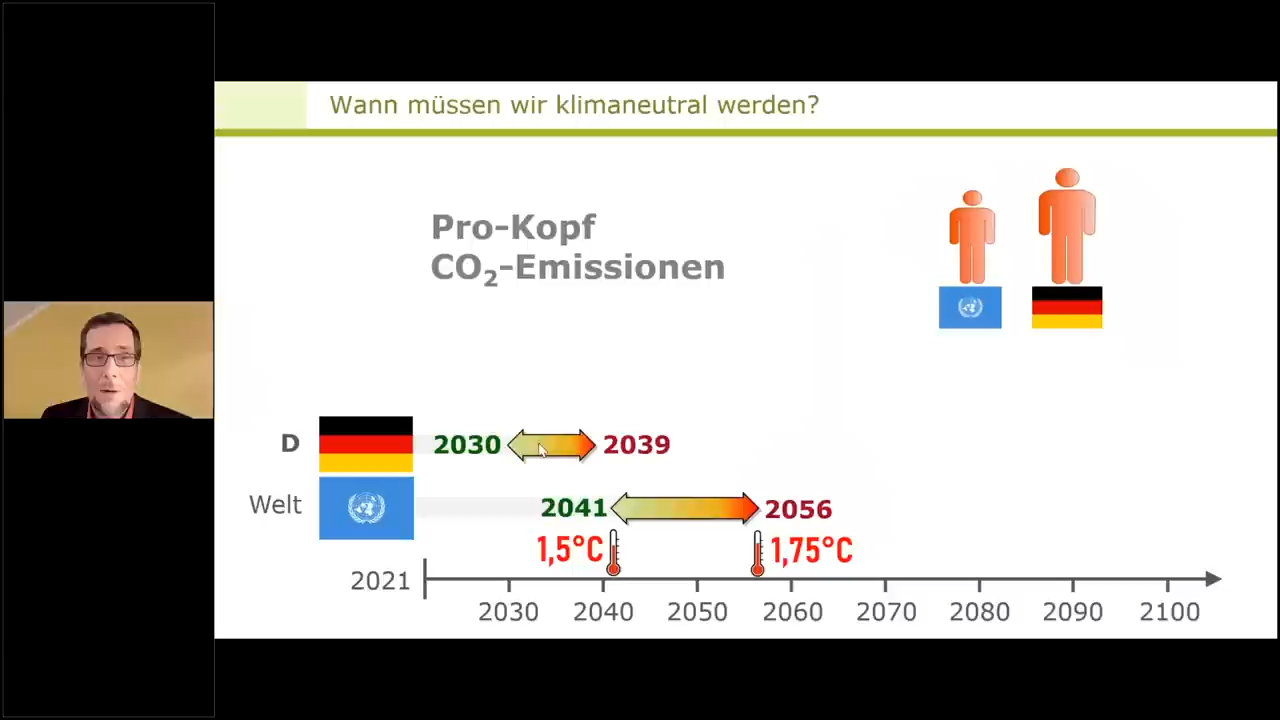 Wann müssen wir klimaneutral werden?
Pro-Kopf
CO₂-Emissionen
D 2030 2039
Welt 2041 2056
1,5°C 1,75°C
2021
2030 2040 2050 2060 2070 2080 2090 2100